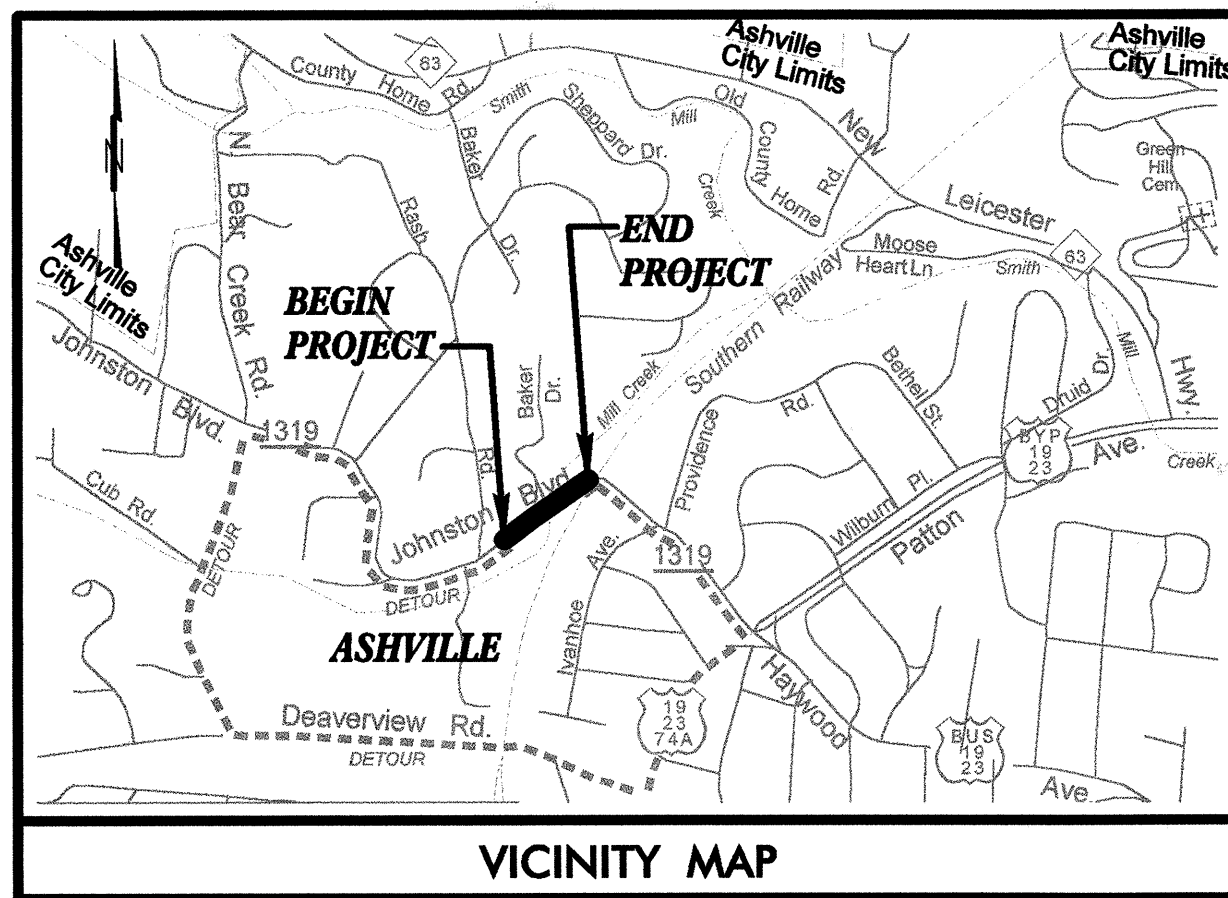 Ashville
City Limits
Ashville
City Limits
63
County
Home
Rd.
Smith
Sheppard
Dr.
Mill
Creek
Old
County
Home
Rd.
New
Leicester
Hwy.
63
Green
Hill
Cem.
N
N
Bear
Creek
Rd.
Baker
Dr.
Rash
Rd.
Ashville
City Limits
BEGIN
PROJECT
END
PROJECT
Moose
Heart Ln
Smith
Mill
Creek
Southern Railway
Mill Creek
Baker
Dr.
Johnston
Blvd.
1319
Cub Rd.
DETOUR
Johnston Blvd
DETOUR
ASHVILLE
Providence
Rd.
Bethel St.
Druid
Dr.
BYP
19
23
Wilburn Pl.
Patton
Ave.
1319
Ivanhoe
Ave.
Haywood
19
23
74A
BUS
19
23
Ave.
Deaverview Rd.
DETOUR
VICINITY MAP